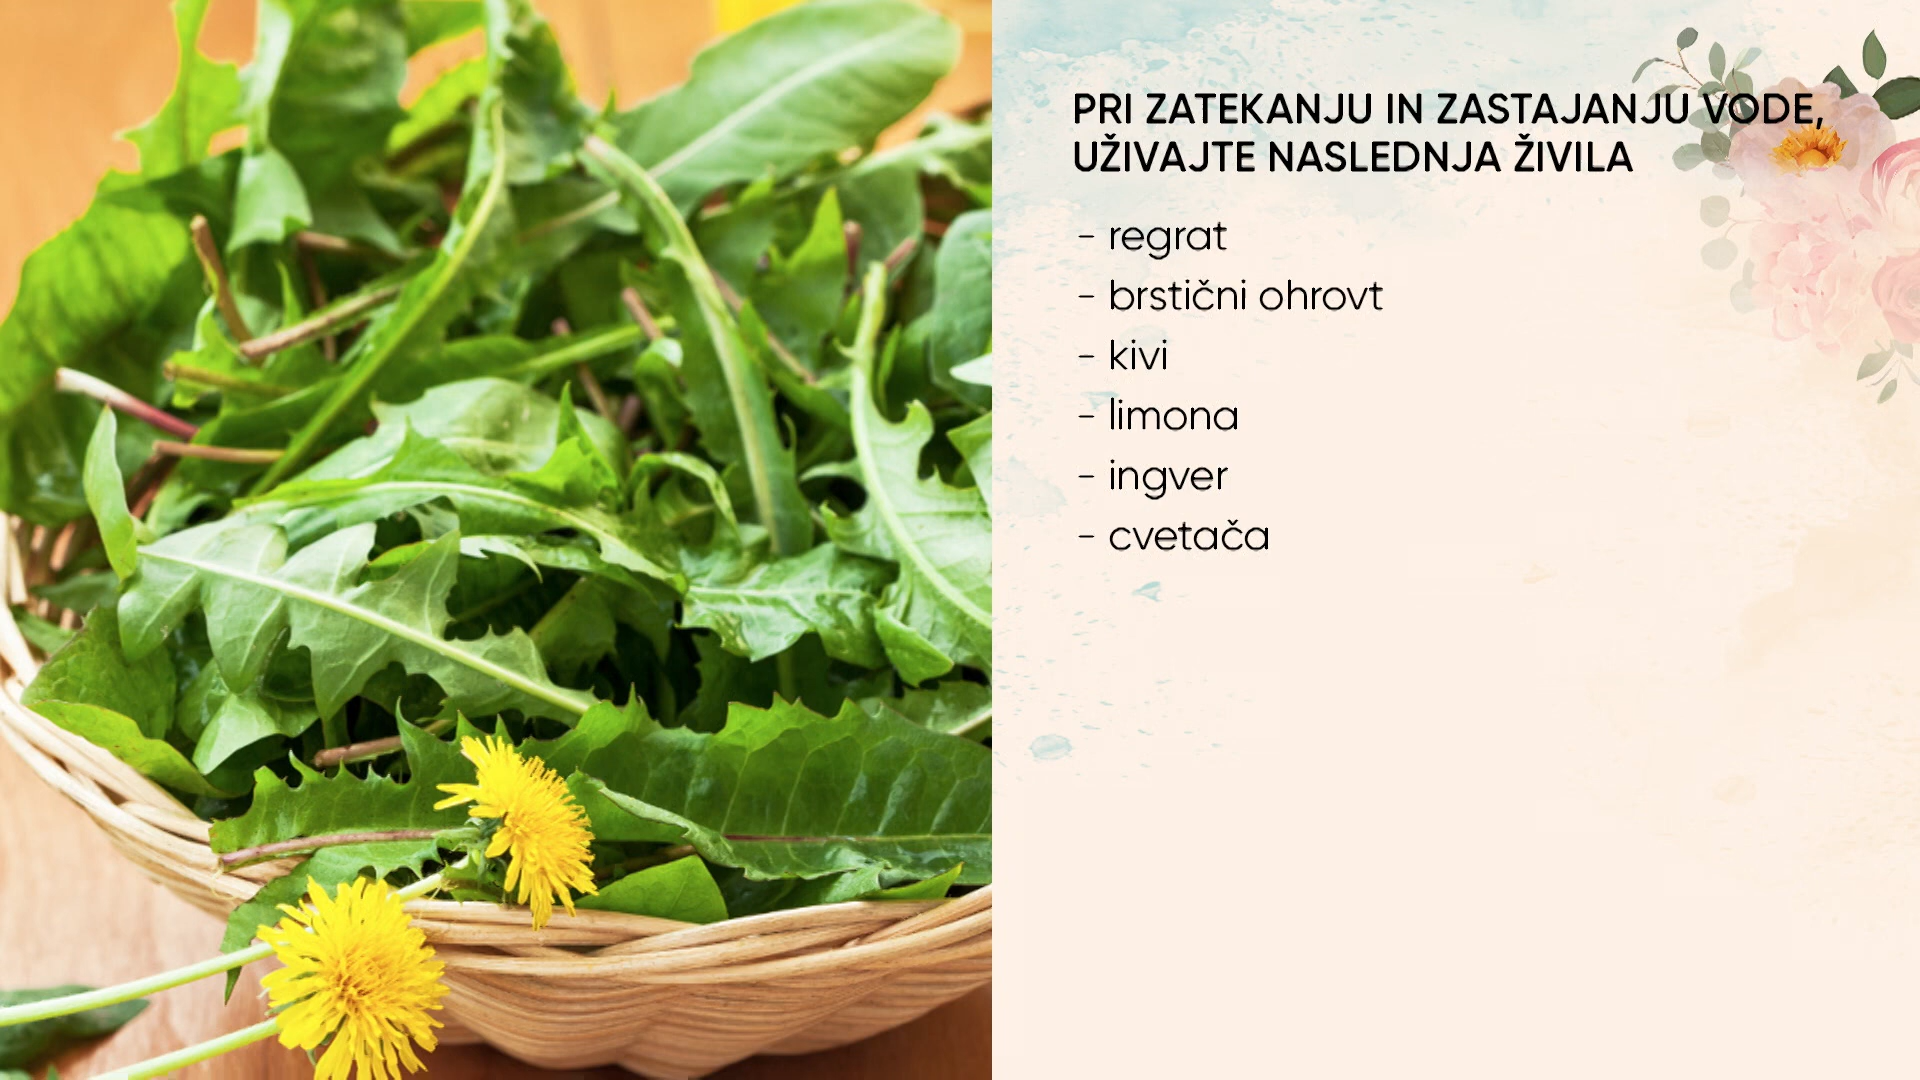 PRI ZATEKANJU IN ZASTAJANJU VODE,
UŽIVAJTE NASLEDNJA ŽIVILA
- regrat
- brstični ohrovt
- kivi
- limona
- ingver
- cvetača